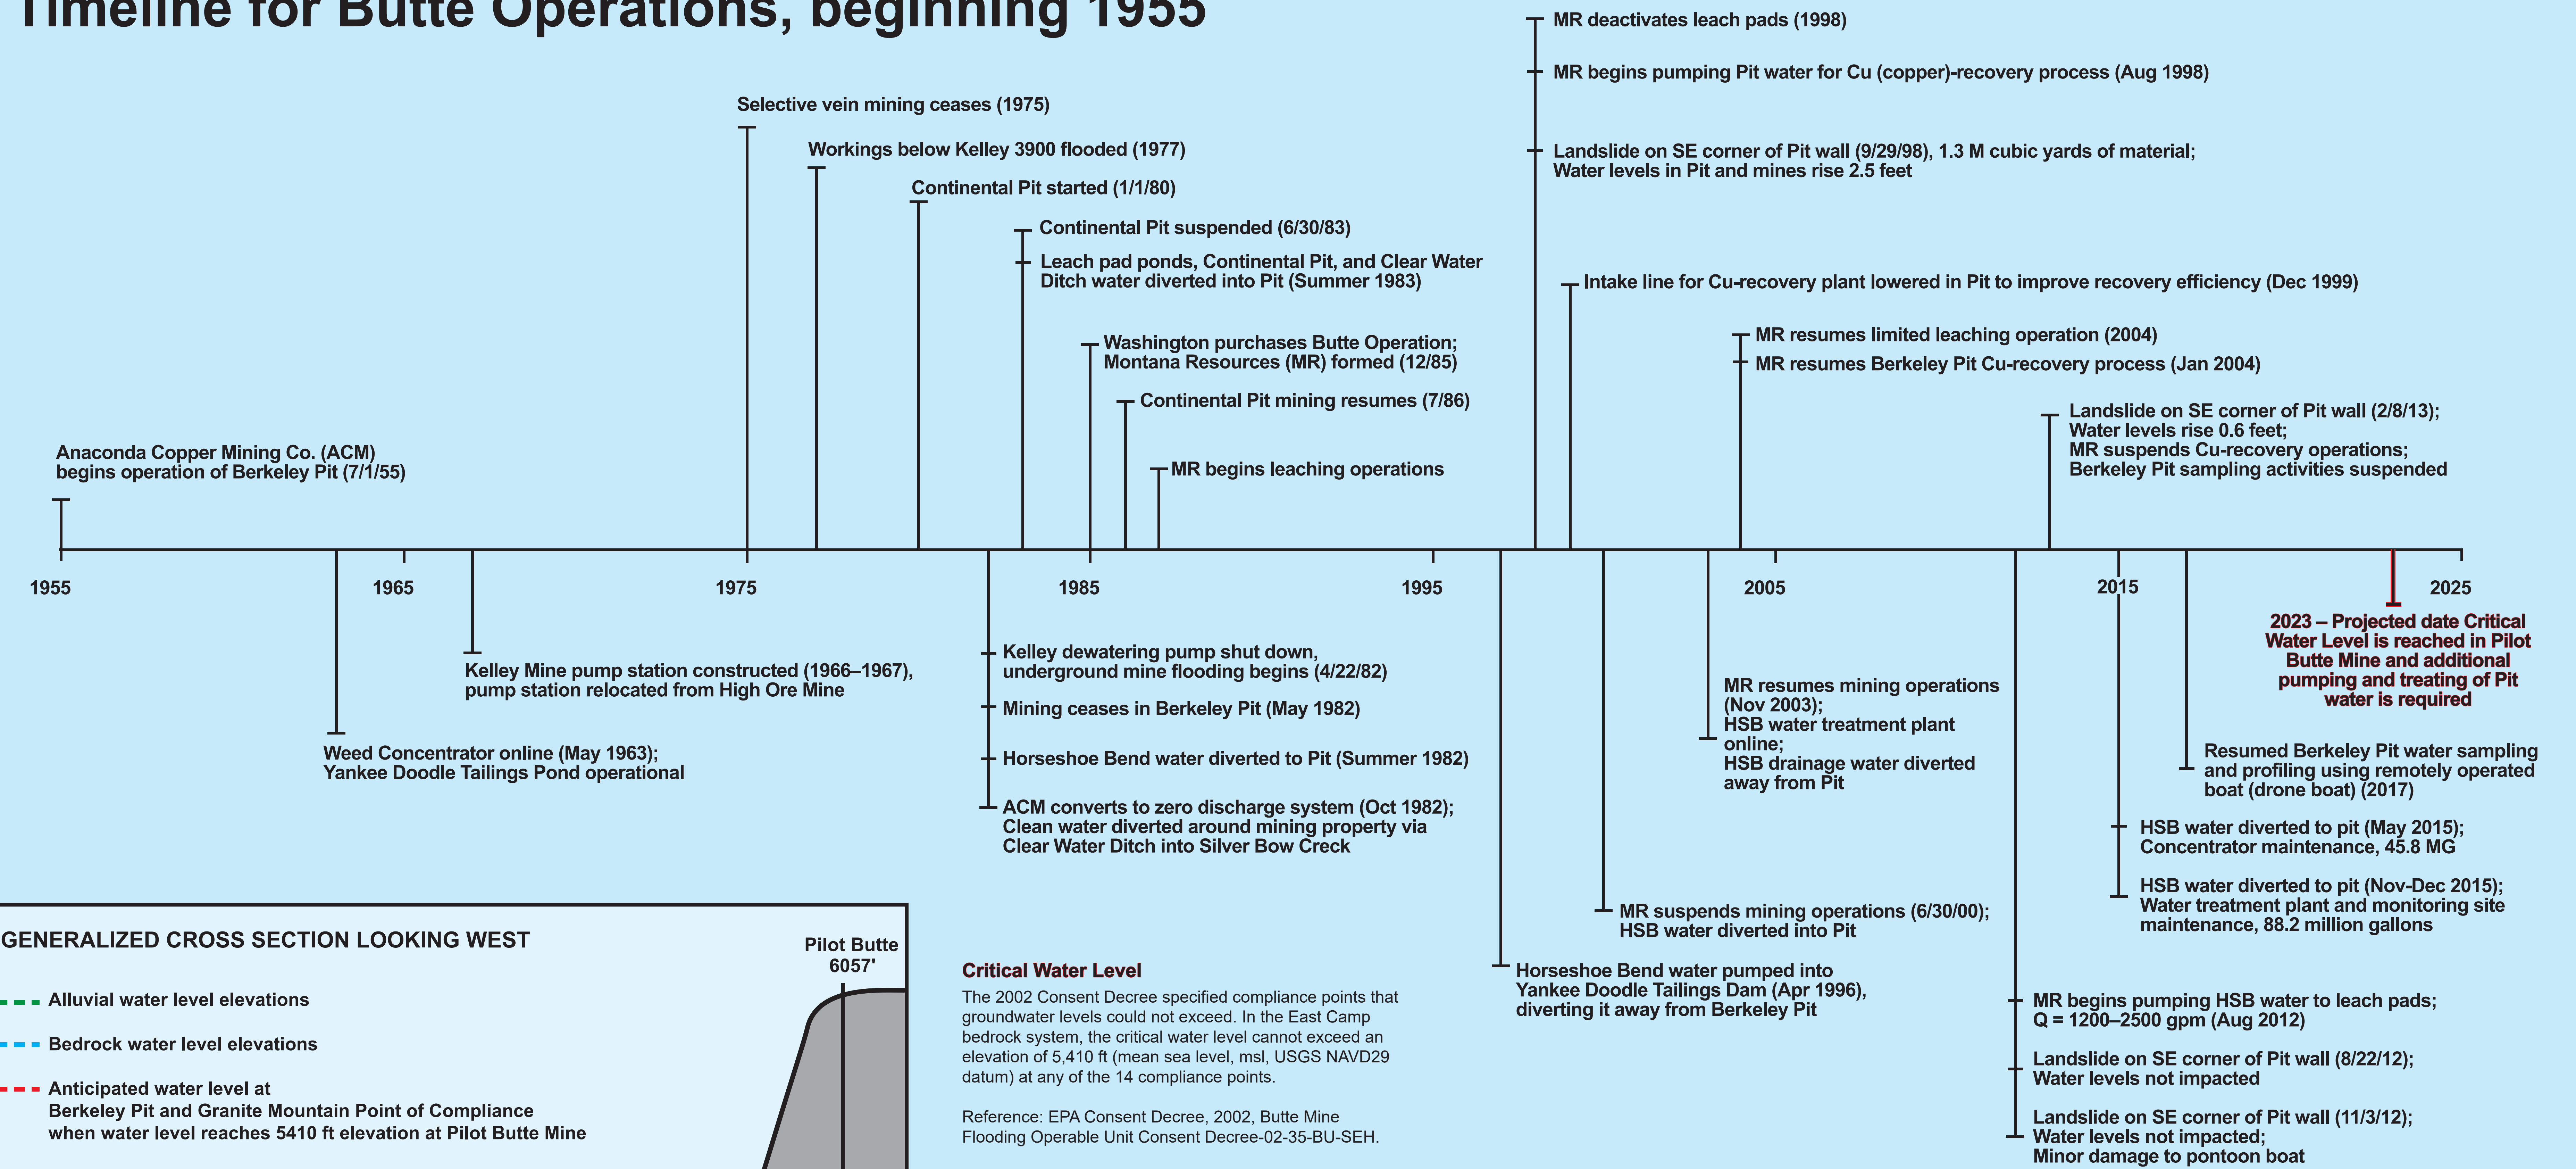 Timeline for Butte Operations, beginning 1955
MR deactivates leach pads (1998)
MR begins pumping Pit water for Cu (copper)-recovery process (Aug 1998)
Landslide on SE corner of Pit wall (9/29/98), 1.3 M cubic yards of material;
Water levels in Pit and mines rise 2.5 feet
Selective vein mining ceases (1975)
Workings below Kelley 3900 flooded (1977)
Continental Pit started (1/1/80)
Continental Pit suspended (6/30/83)
Leach pad ponds, Continental Pit, and Clear Water
Ditch water diverted into Pit (Summer 1983)
Intake line for Cu-recovery plant lowered in Pit to improve recovery efficiency (Dec 1999)
Washington purchases Butte Operation;
Montana Resources (MR) formed (12/85)
MR resumes limited leaching operation (2004)
MR resumes Berkeley Pit Cu-recovery process (Jan 2004)
Continental Pit mining resumes (7/86)
Landslide on SE corner of Pit wall (2/8/13);
Water levels rise 0.6 feet;
MR suspends Cu-recovery operations;
Berkeley Pit sampling activities suspended
Anaconda Copper Mining Co. (ACM)
begins operation of Berkeley Pit (7/1/55)
MR begins leaching operations
1955
1965
1975
1985
1995
2005
2015
2025
Kelley Mine pump station constructed (1966–1967),
pump station relocated from High Ore Mine
Weed Concentrator online (May 1963);
Yankee Doodle Tailings Pond operational
Kelley dewatering pump shut down,
underground mine flooding begins (4/22/82)
Mining ceases in Berkeley Pit (May 1982)
Horseshoe Bend water diverted to Pit (Summer 1982)
ACM converts to zero discharge system (Oct 1982);
Clean water diverted around mining property via
Clear Water Ditch into Silver Bow Creck
MR resumes mining operations
(Nov 2003);
HSB water treatment plant
online;
HSB drainage water diverted
away from Pit
2023 – Projected date Critical
Water Level is reached in Pilot
Butte Mine and additional
pumping and treating of Pit
water is required
Resumed Berkeley Pit water sampling
and profiling using remotely operated
boat (drone boat) (2017)
HSB water diverted to pit (May 2015);
Concentrator maintenance, 45.8 MG
HSB water diverted to pit (Nov-Dec 2015);
Water treatment plant and monitoring site
maintenance, 88.2 million gallons
MR suspends mining operations (6/30/00);
HSB water diverted into Pit
Horseshoe Bend water pumped into
Yankee Doodle Tailings Dam (Apr 1996),
diverting it away from Berkeley Pit
MR begins pumping HSB water to leach pads;
Q = 1200–2500 gpm (Aug 2012)
Landslide on SE corner of Pit wall (8/22/12);
Water levels not impacted
Landslide on SE corner of Pit wall (11/3/12);
Water levels not impacted;
Minor damage to pontoon boat
GENERALIZED CROSS SECTION LOOKING WEST
Pilot Butte
6057'
Alluvial water level elevations
Bedrock water level elevations
Anticipated water level at
Berkeley Pit and Granite Mountain Point of Compliance
when water level reaches 5410 ft elevation at Pilot Butte Mine
Critical Water Level
The 2002 Consent Decree specified compliance points that
groundwater levels could not exceed. In the East Camp
bedrock system, the critical water level cannot exceed an
elevation of 5,410 ft (mean sea level, msl, USGS NAVD29
datum) at any of the 14 compliance points.
Reference: EPA Consent Decree, 2002, Butte Mine
Flooding Operable Unit Consent Decree-02-35-BU-SEH.